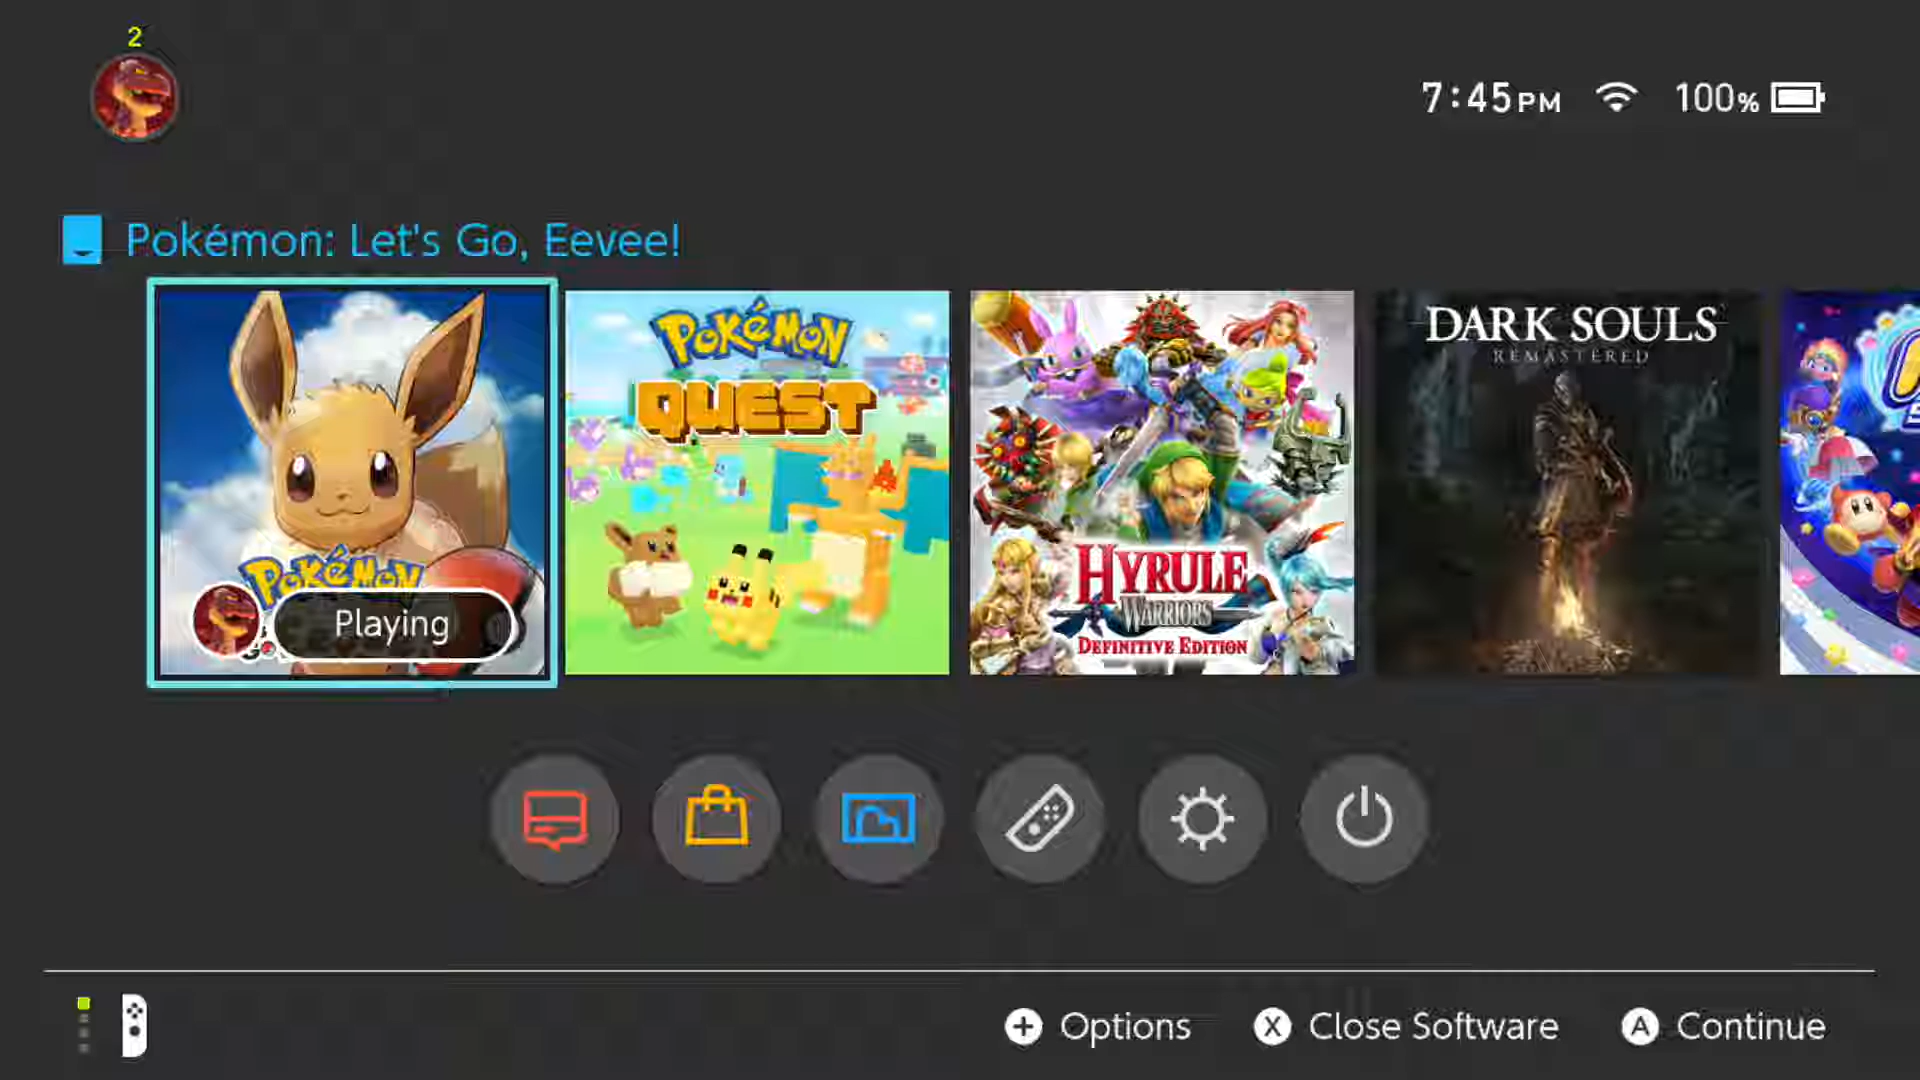 2
7:45PM 100%
Pokémon: Let's Go, Eevee!
POKÉMON
Playing
POKÉMON
QUEST
HYRULE
WARRIORS
DEFINITIVE EDITION
DARK SOULS
REMASTERED
+ Options X Close Software A Continue